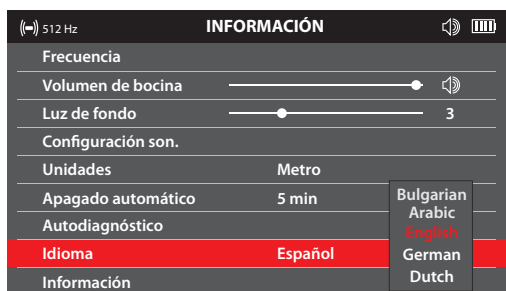 512 Hz INFORMACIÓN
Frecuencia
Volumen de bocina
Luz de fondo 3
Configuración son.
Unidades Metro
Apagado automático 5 min
Autodiagnóstico
Idioma Español
Información
Bulgarian
Arabic
English
German
Dutch